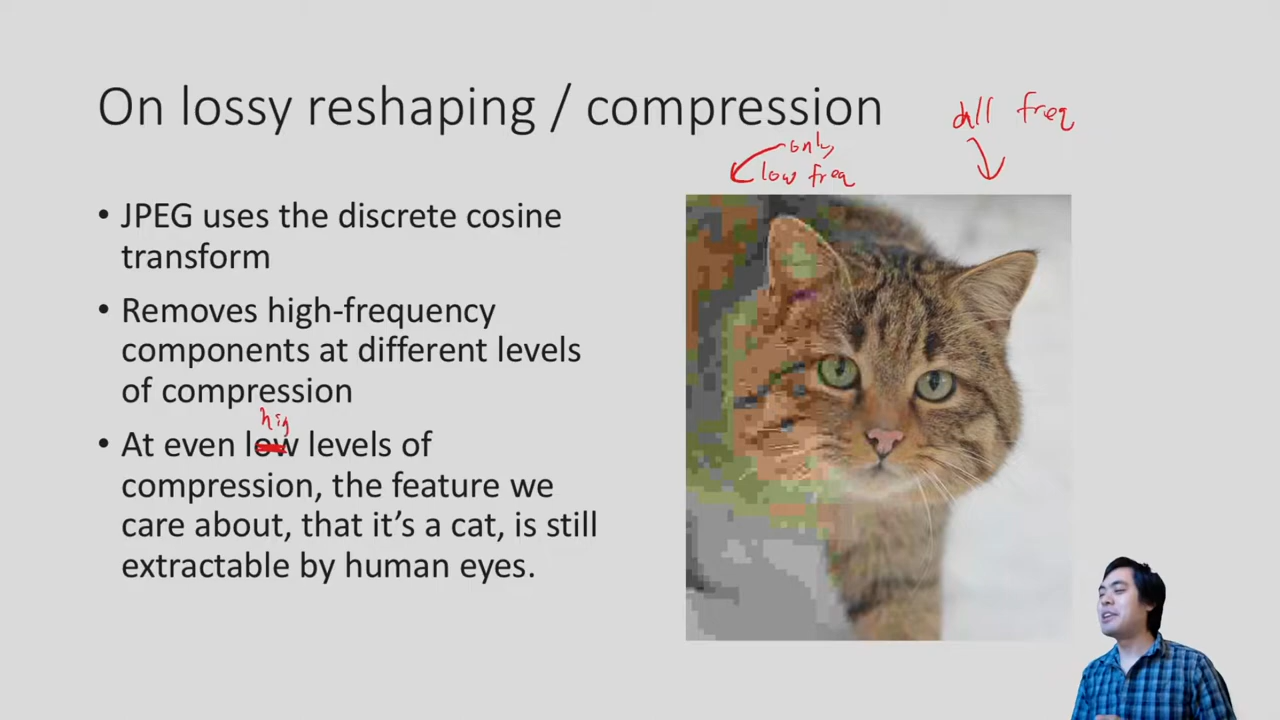 On lossy reshaping / compression
all freq
only
low freq
• JPEG uses the discrete cosine
transform
• Removes high-frequency
components at different levels
of compression
hig
• At even low levels of
compression, the feature we
care about, that it’s a cat, is still
extractable by human eyes.